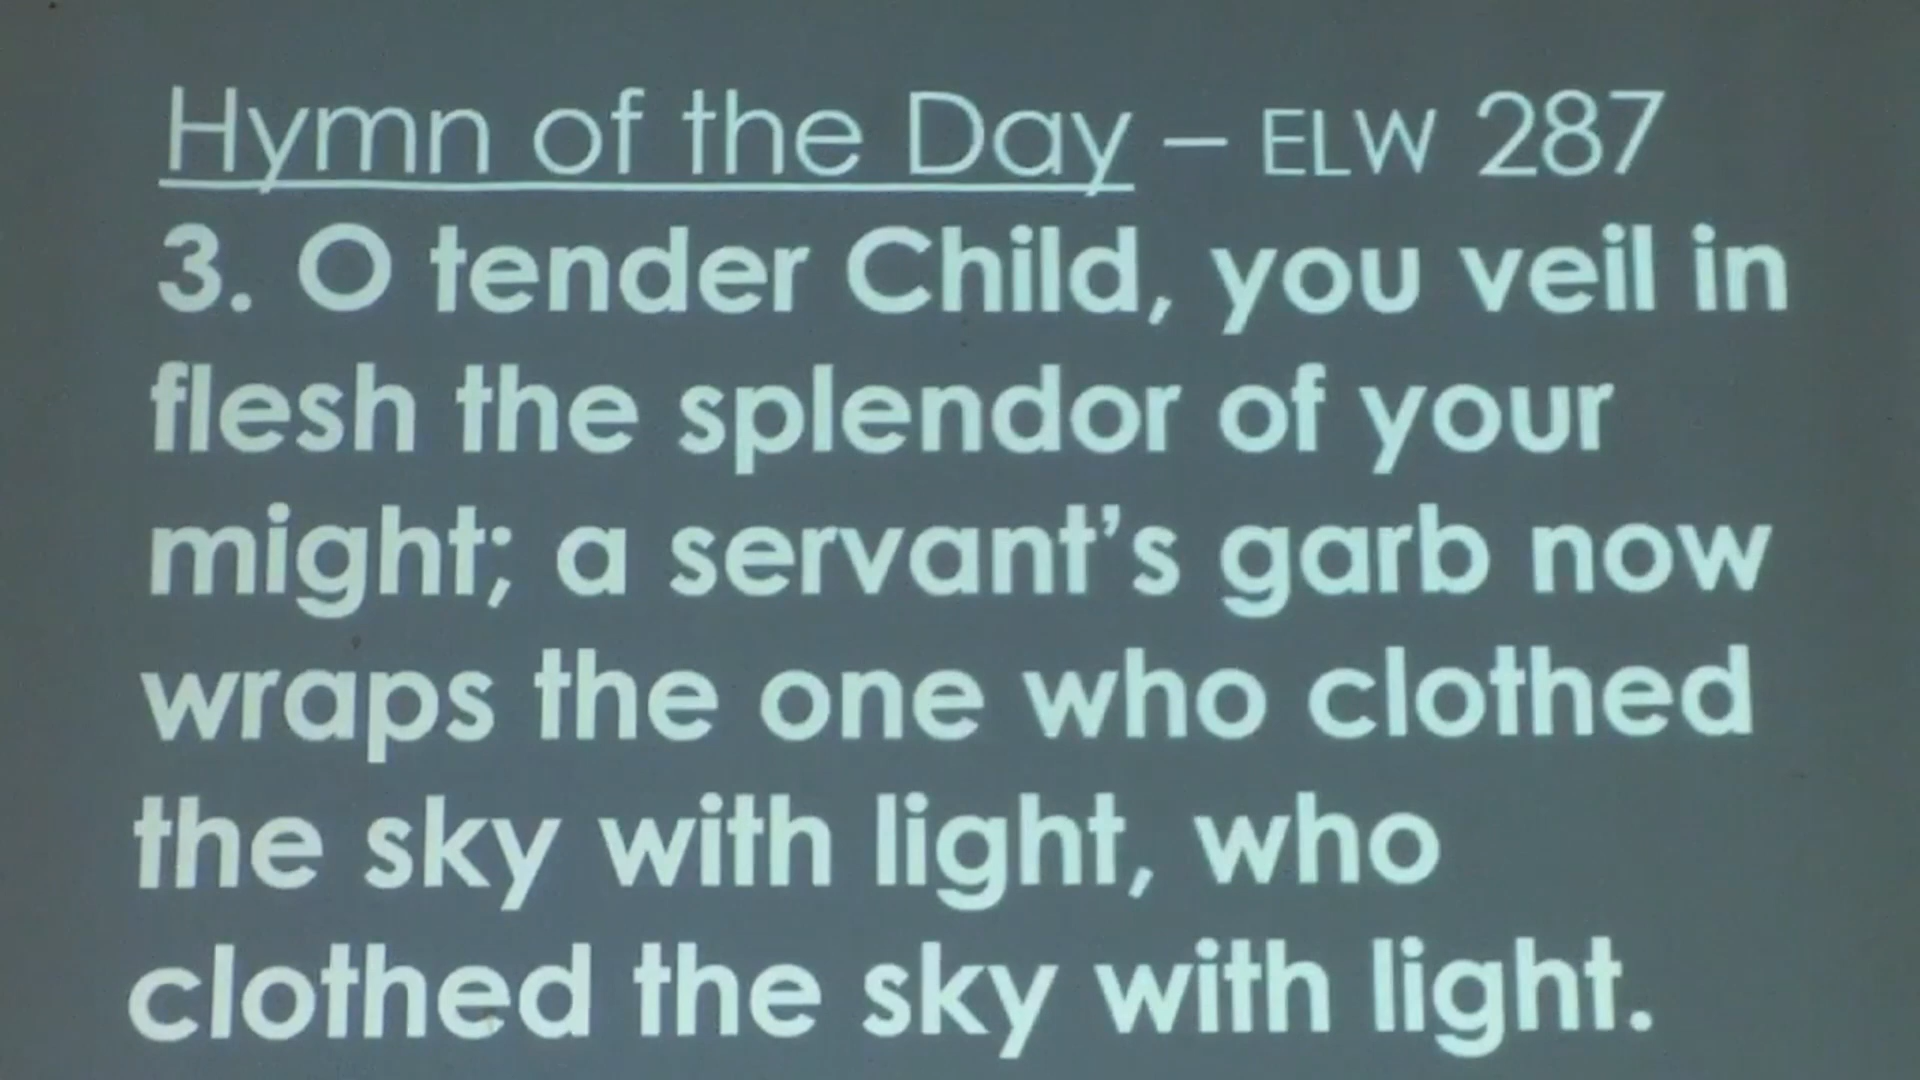 Hymn of the Day – ELW 287
3. O tender Child, you veil in
flesh the splendor of your
might; a servant’s garb now
wraps the one who clothed
the sky with light, who
clothed the sky with light.